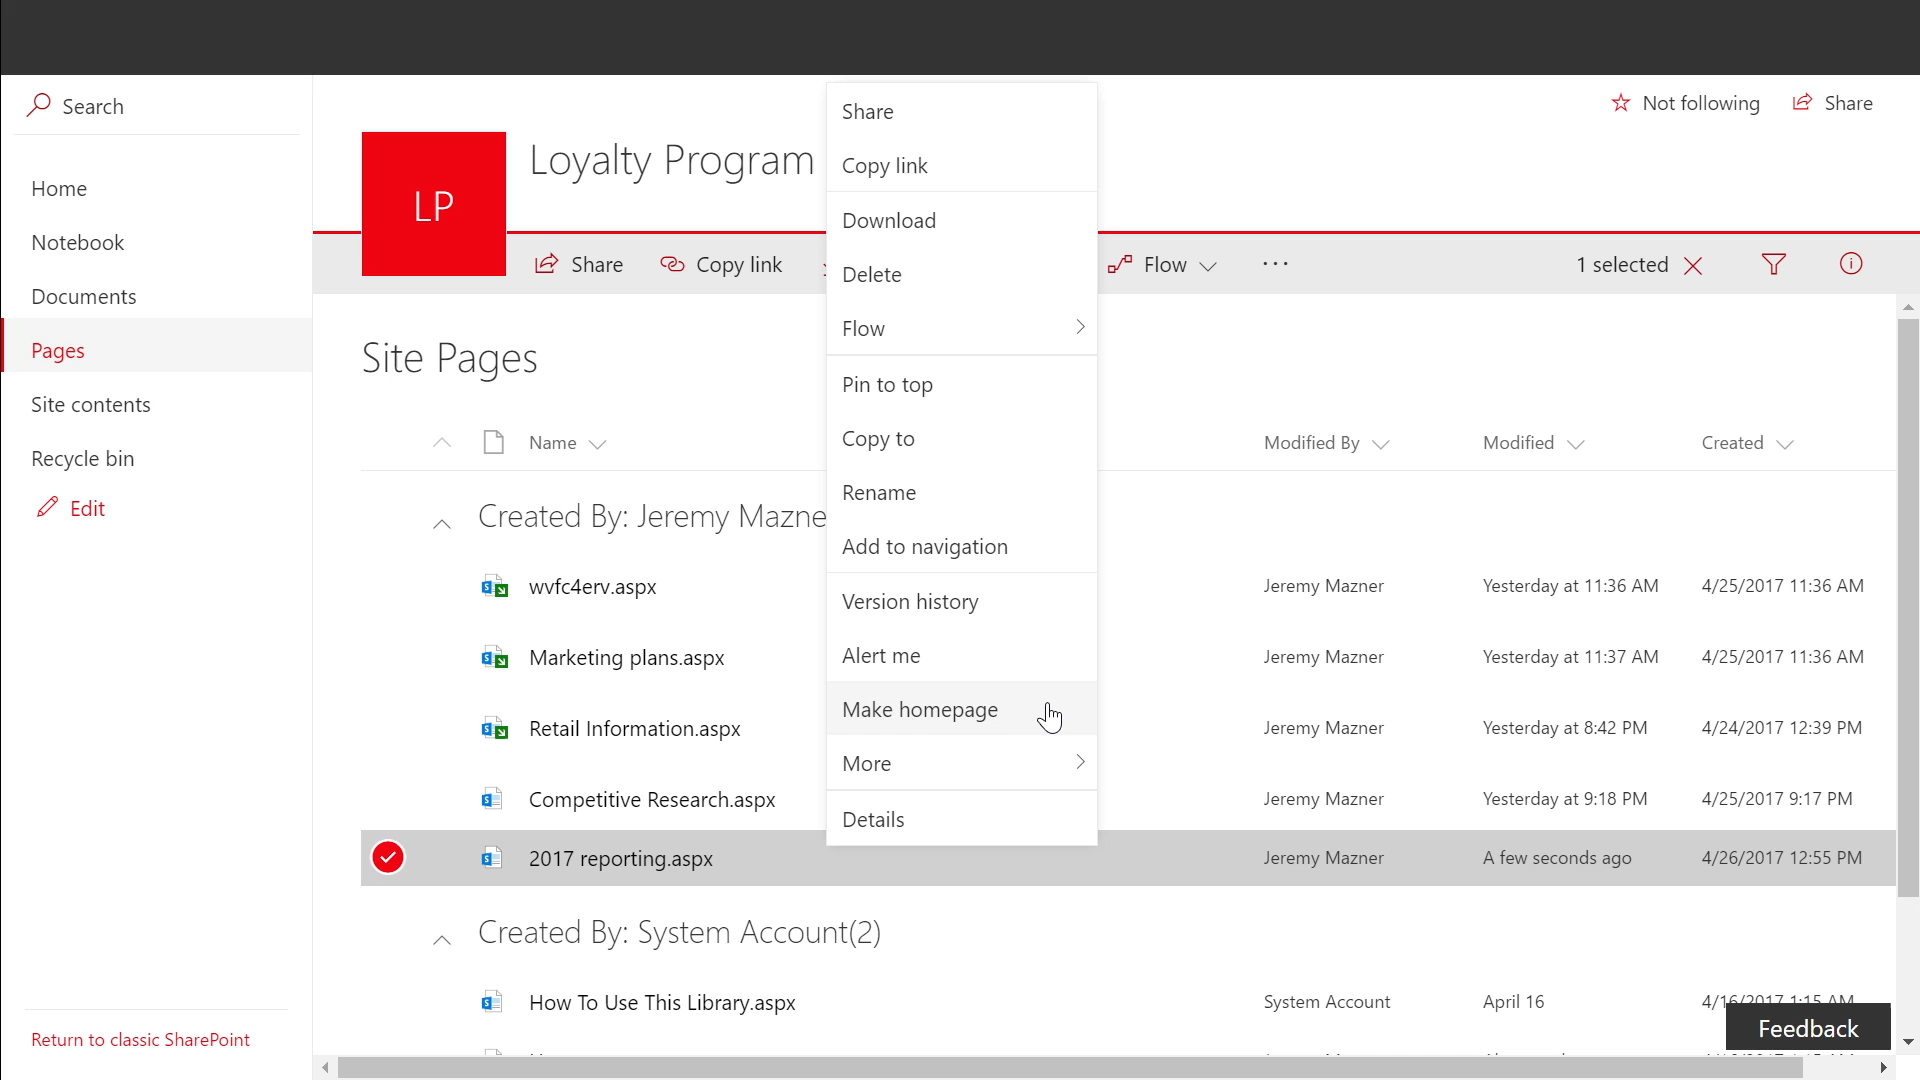 Search
Home
Notebook
Documents
Pages
Site contents
Recycle bin
Edit
Return to classic SharePoint
Not following
Share
LP
Loyalty Program
Share
Copy link
Flow
...
1 selected
Site Pages
Name
Modified By
Modified
Created
Created By: Jeremy Mazne
wvfc4erv.aspx
Jeremy Mazner
Yesterday at 11:36 AM
4/25/2017 11:36 AM
Marketing plans.aspx
Jeremy Mazner
Yesterday at 11:37 AM
4/25/2017 11:36 AM
Retail Information.aspx
Jeremy Mazner
Yesterday at 8:42 PM
4/24/2017 12:39 PM
Competitive Research.aspx
Jeremy Mazner
Yesterday at 9:18 PM
4/25/2017 9:17 PM
2017 reporting.aspx
Jeremy Mazner
A few seconds ago
4/26/2017 12:55 PM
Created By: System Account(2)
How To Use This Library.aspx
System Account
April 16
4/16/2017 1:15 AM
Share
Copy link
Download
Delete
Flow
Pin to top
Copy to
Rename
Add to navigation
Version history
Alert me
Make homepage
More
Details
Feedback